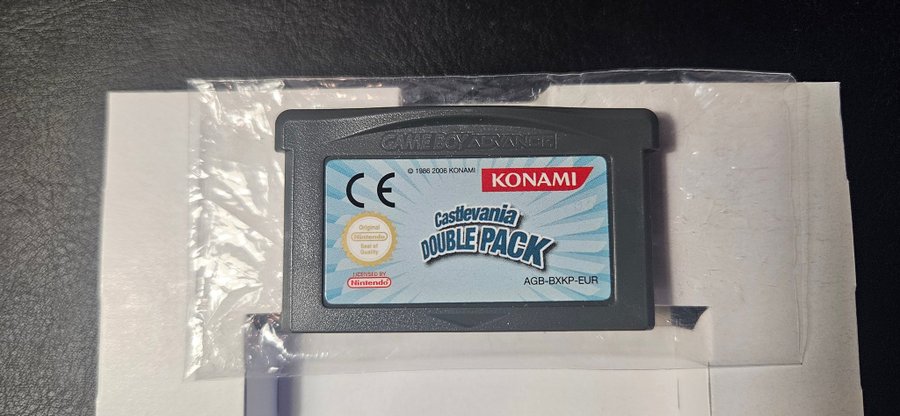 GAME BOY ADVANCE
© 1986 2006 KONAMI
KONAMI
CE
Castlevania
DOUBLE PACK
Original
Nintendo
Seal of
Quality
LICENSED BY
Nintendo
AGB-BXKP-EUR